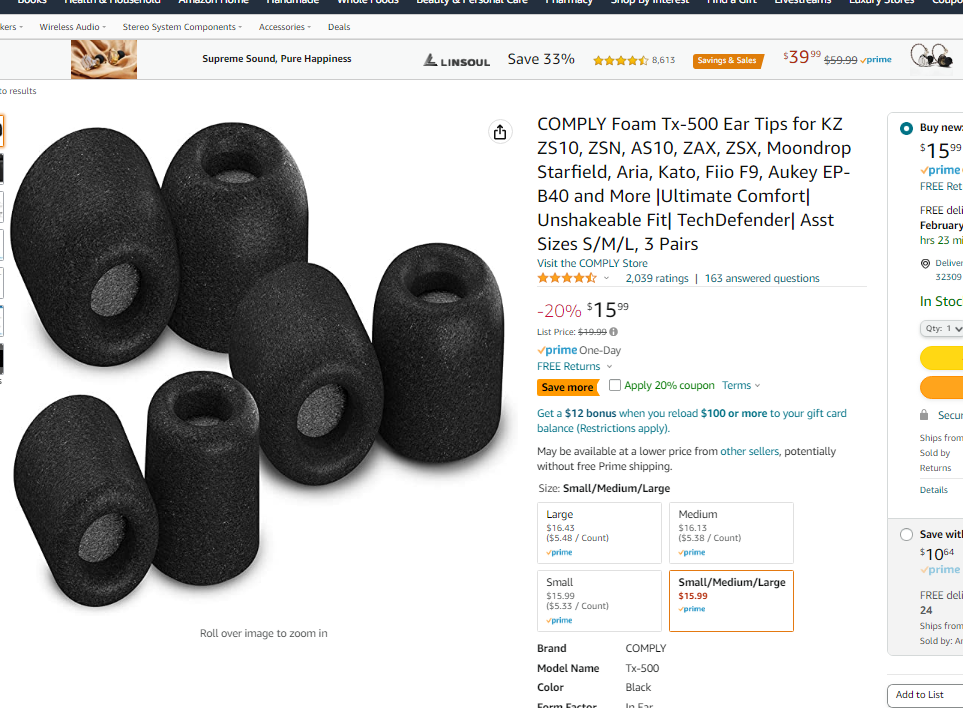 Books Health & Household Amazon Home Handmade Whole Foods Beauty & Personal Care Pharmacy Shop By Interest Find a Gift Livestreams Luxury Stores
kers Wireless Audio Stereo System Components Accessories Deals
Supreme Sound, Pure Happiness
LINSOUL
Save 33%
8,613
Savings & Sales
$39.99 $59.99 prime
to results
COMPLY Foam Tx-500 Ear Tips for KZ
ZS10, ZSN, AS10, ZAX, ZSX, Moondrop
Starfield, Aria, Kato, Fiio F9, Aukey EP-
B40 and More |Ultimate Comfort|
Unshakeable Fit| TechDefender| Asst
Sizes S/M/L, 3 Pairs
Visit the COMPLY Store
2,039 ratings | 163 answered questions
-20% $15.99
List Price: $19.99
prime One-Day
FREE Returns
Save more Apply 20% coupon Terms
Get a $12 bonus when you reload $100 or more to your gift card
balance (Restrictions apply).
May be available at a lower price from other sellers, potentially
without free Prime shipping.
Size: Small/Medium/Large
Large
$16.43
($5.48 / Count)
prime
Medium
$16.13
($5.38 / Count)
prime
Small
$15.99
($5.33 / Count)
prime
Small/Medium/Large
$15.99
prime
Brand COMPLY
Model Name Tx-500
Color Black
Form Factor In Ear
Roll over image to zoom in
Buy new:
$15.99
prime
FREE Ret
FREE deli
February
hrs 23 mi
Deliver
32309
In Stoc
Qty: 1
Secur
Ships from
Sold by
Returns
Details
Save with
$10.64
prime
FREE deli
24
Ships from
Sold by: Am
Add to List